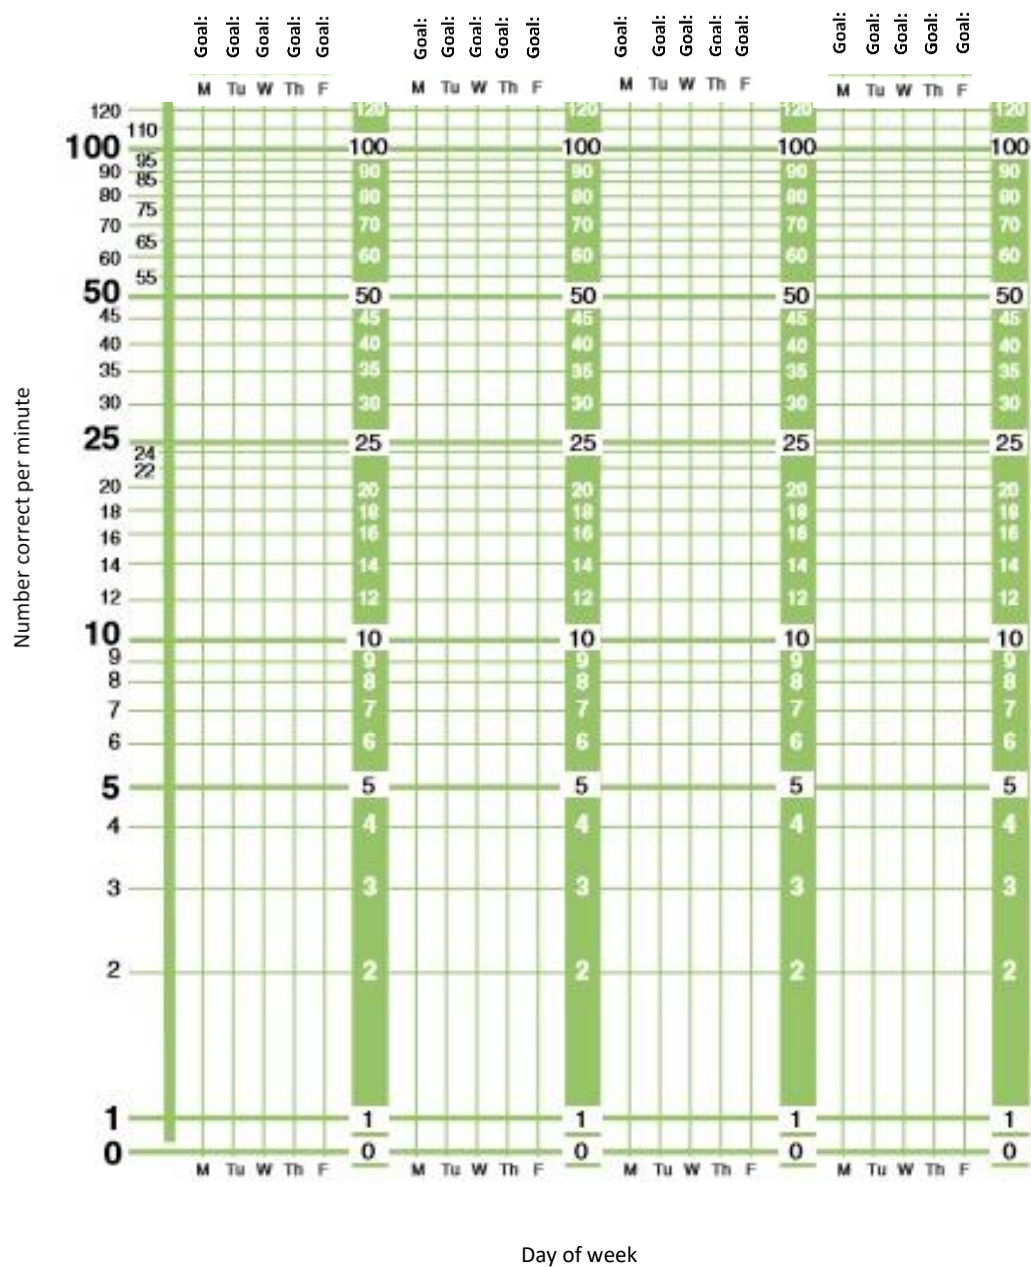 Goal: Goal: Goal: Goal: Goal: Goal: Goal: Goal: Goal: Goal: Goal: Goal: Goal: Goal: Goal: Goal: Goal: Goal: Goal: Goal:
M Tu W Th F M Tu W Th F M Tu W Th F M Tu W Th F
120 120 120 120 120
110
100 100 100 100 100
95
90 90 90 90 90
85
80 80 80 80 80
75
70 70 70 70 70
65
60 60 60 60 60
55
50 50 50 50 50
45 45 45 45 45
40 40 40 40 40
35 35 35 35 35
30 30 30 30 30
25 25 25 25 25
24
22
20 20 20 20 20
18 18 18 18 18
16 16 16 16 16
14 14 14 14 14
12 12 12 12 12
10 10 10 10 10
9 9 9 9 9
8 8 8 8 8
7 7 7 7 7
6 6 6 6 6
5 5 5 5 5
4 4 4 4 4
3 3 3 3 3
2 2 2 2 2
1 1 1 1 1
0 0 0 0 0
M Tu W Th F M Tu W Th F M Tu W Th F M Tu W Th F
Number correct per minute
Day of week